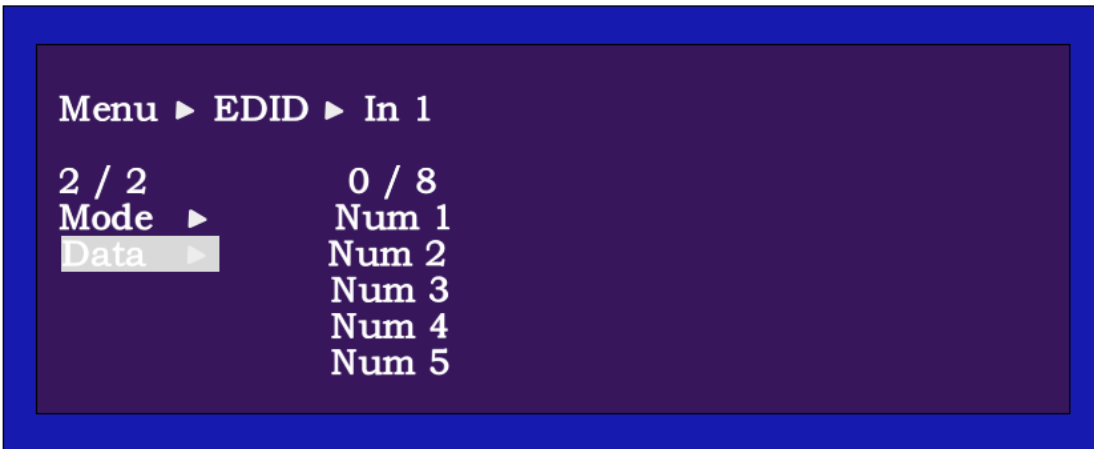 Menu ► EDID ► In 1
2 / 2 0 / 8
Mode ► Num 1
Data ► Num 2
Num 3
Num 4
Num 5